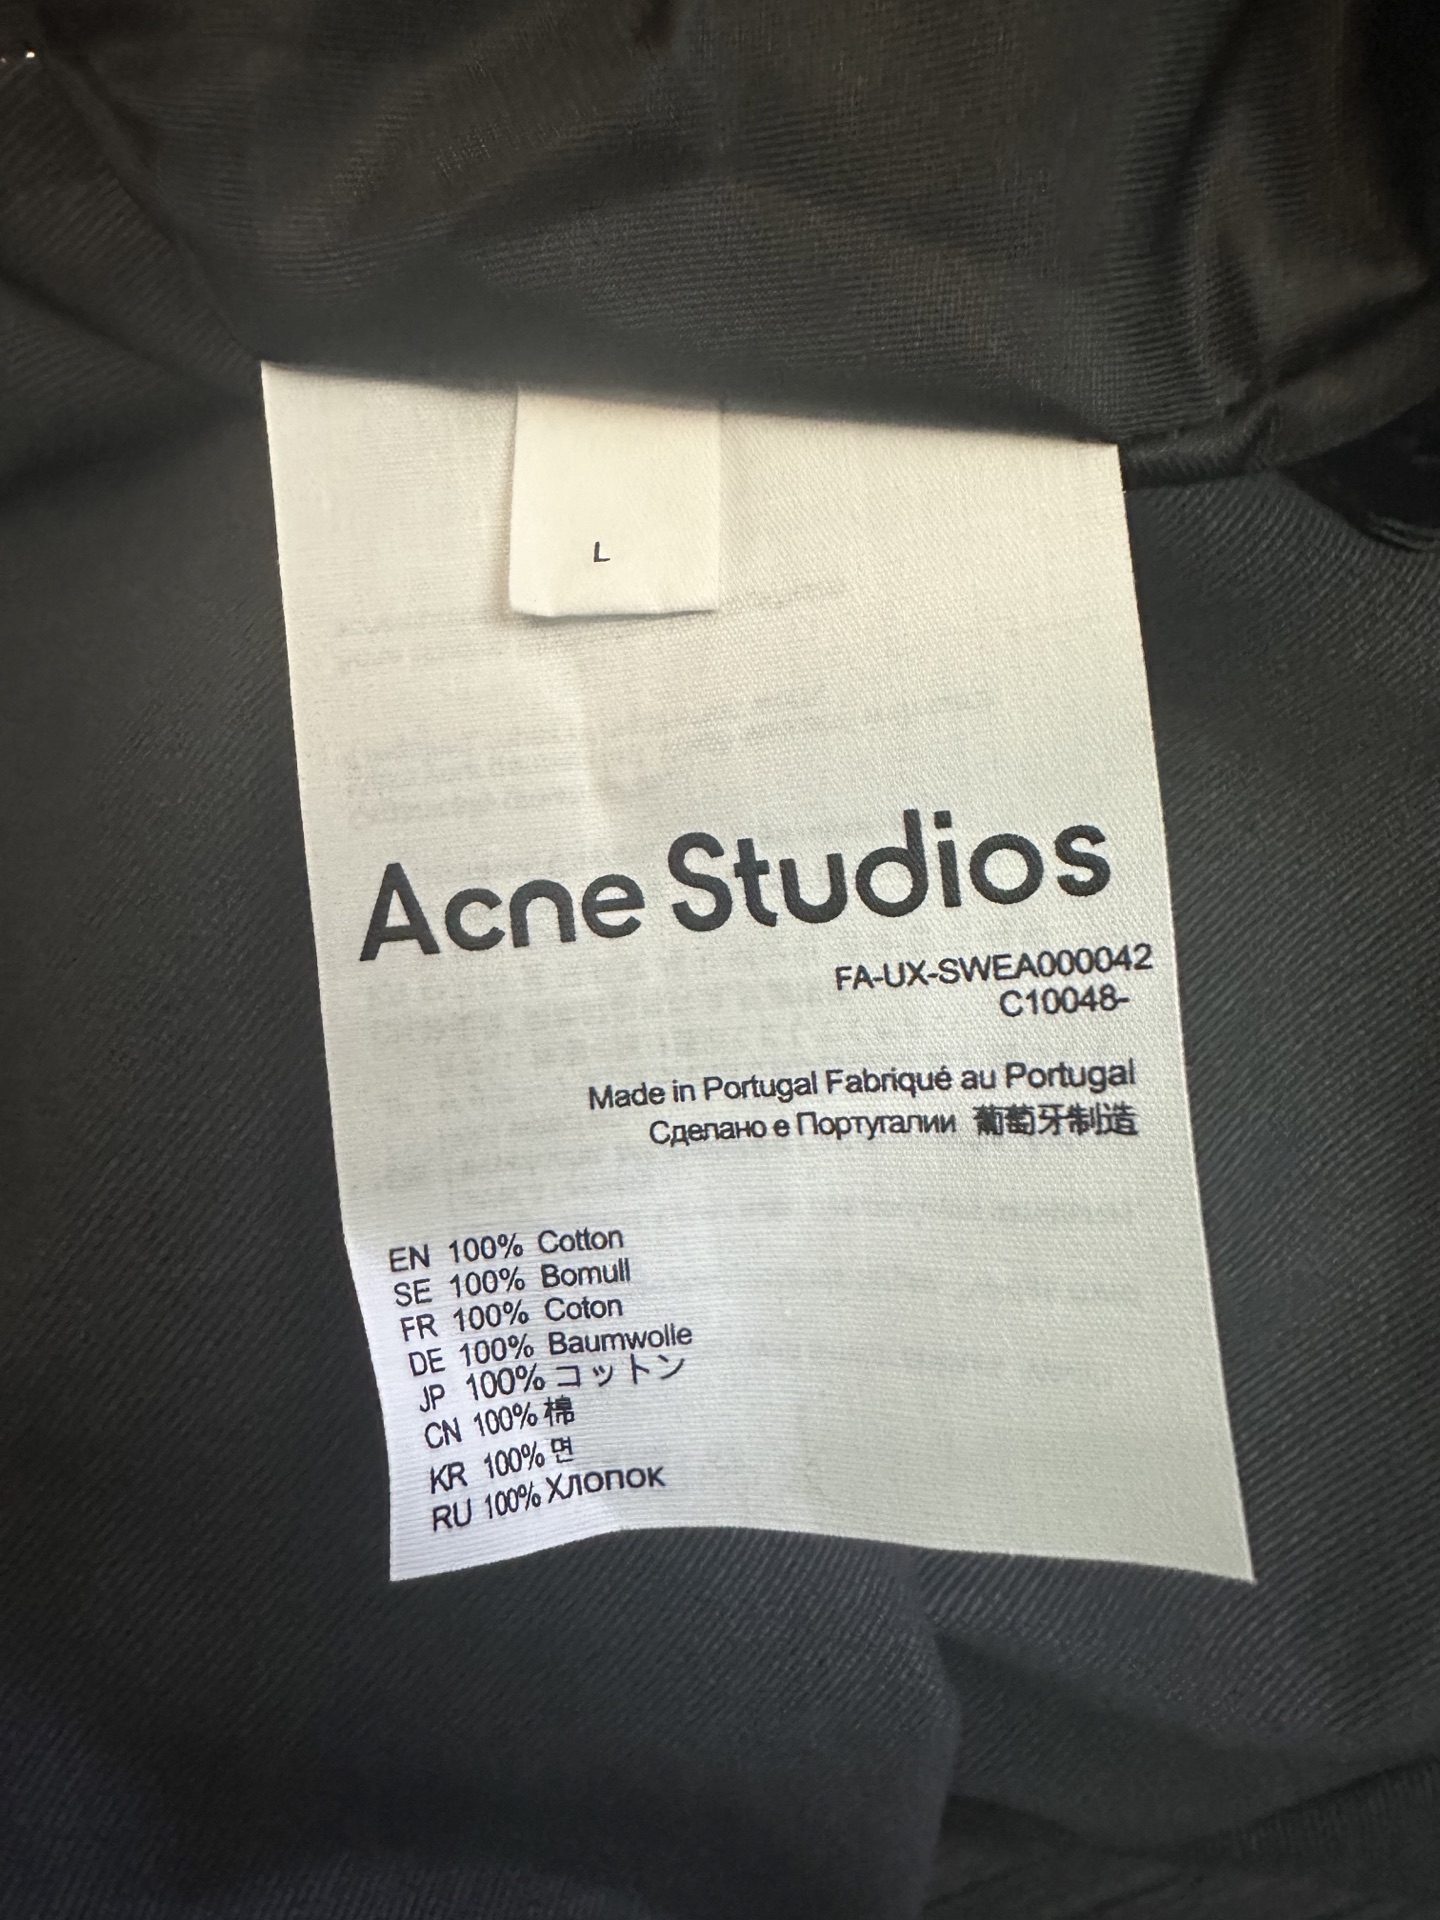 L
Acne Studios
FA-UX-SWEA000042
C10048-
Made in Portugal Fabriqué au Portugal
Сделано е Португалии 葡萄牙制造
EN 100% Cotton
SE 100% Bomull
FR 100% Coton
DE 100% Baumwolle
JP 100% コットン
CN 100% 棉
KR 100% 면
RU 100% Хлопок